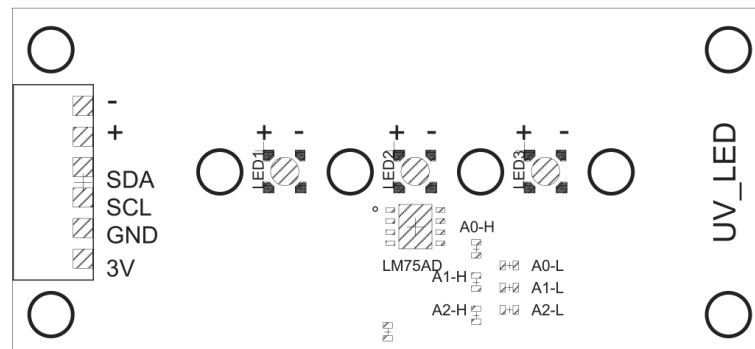 -
+
SDA
SCL
GND
3V
+ -
LED1
+ -
LED2
+ -
LED3
LM75AD
A0-H
A1-H
A2-H
A0-L
A1-L
A2-L
UV_LED